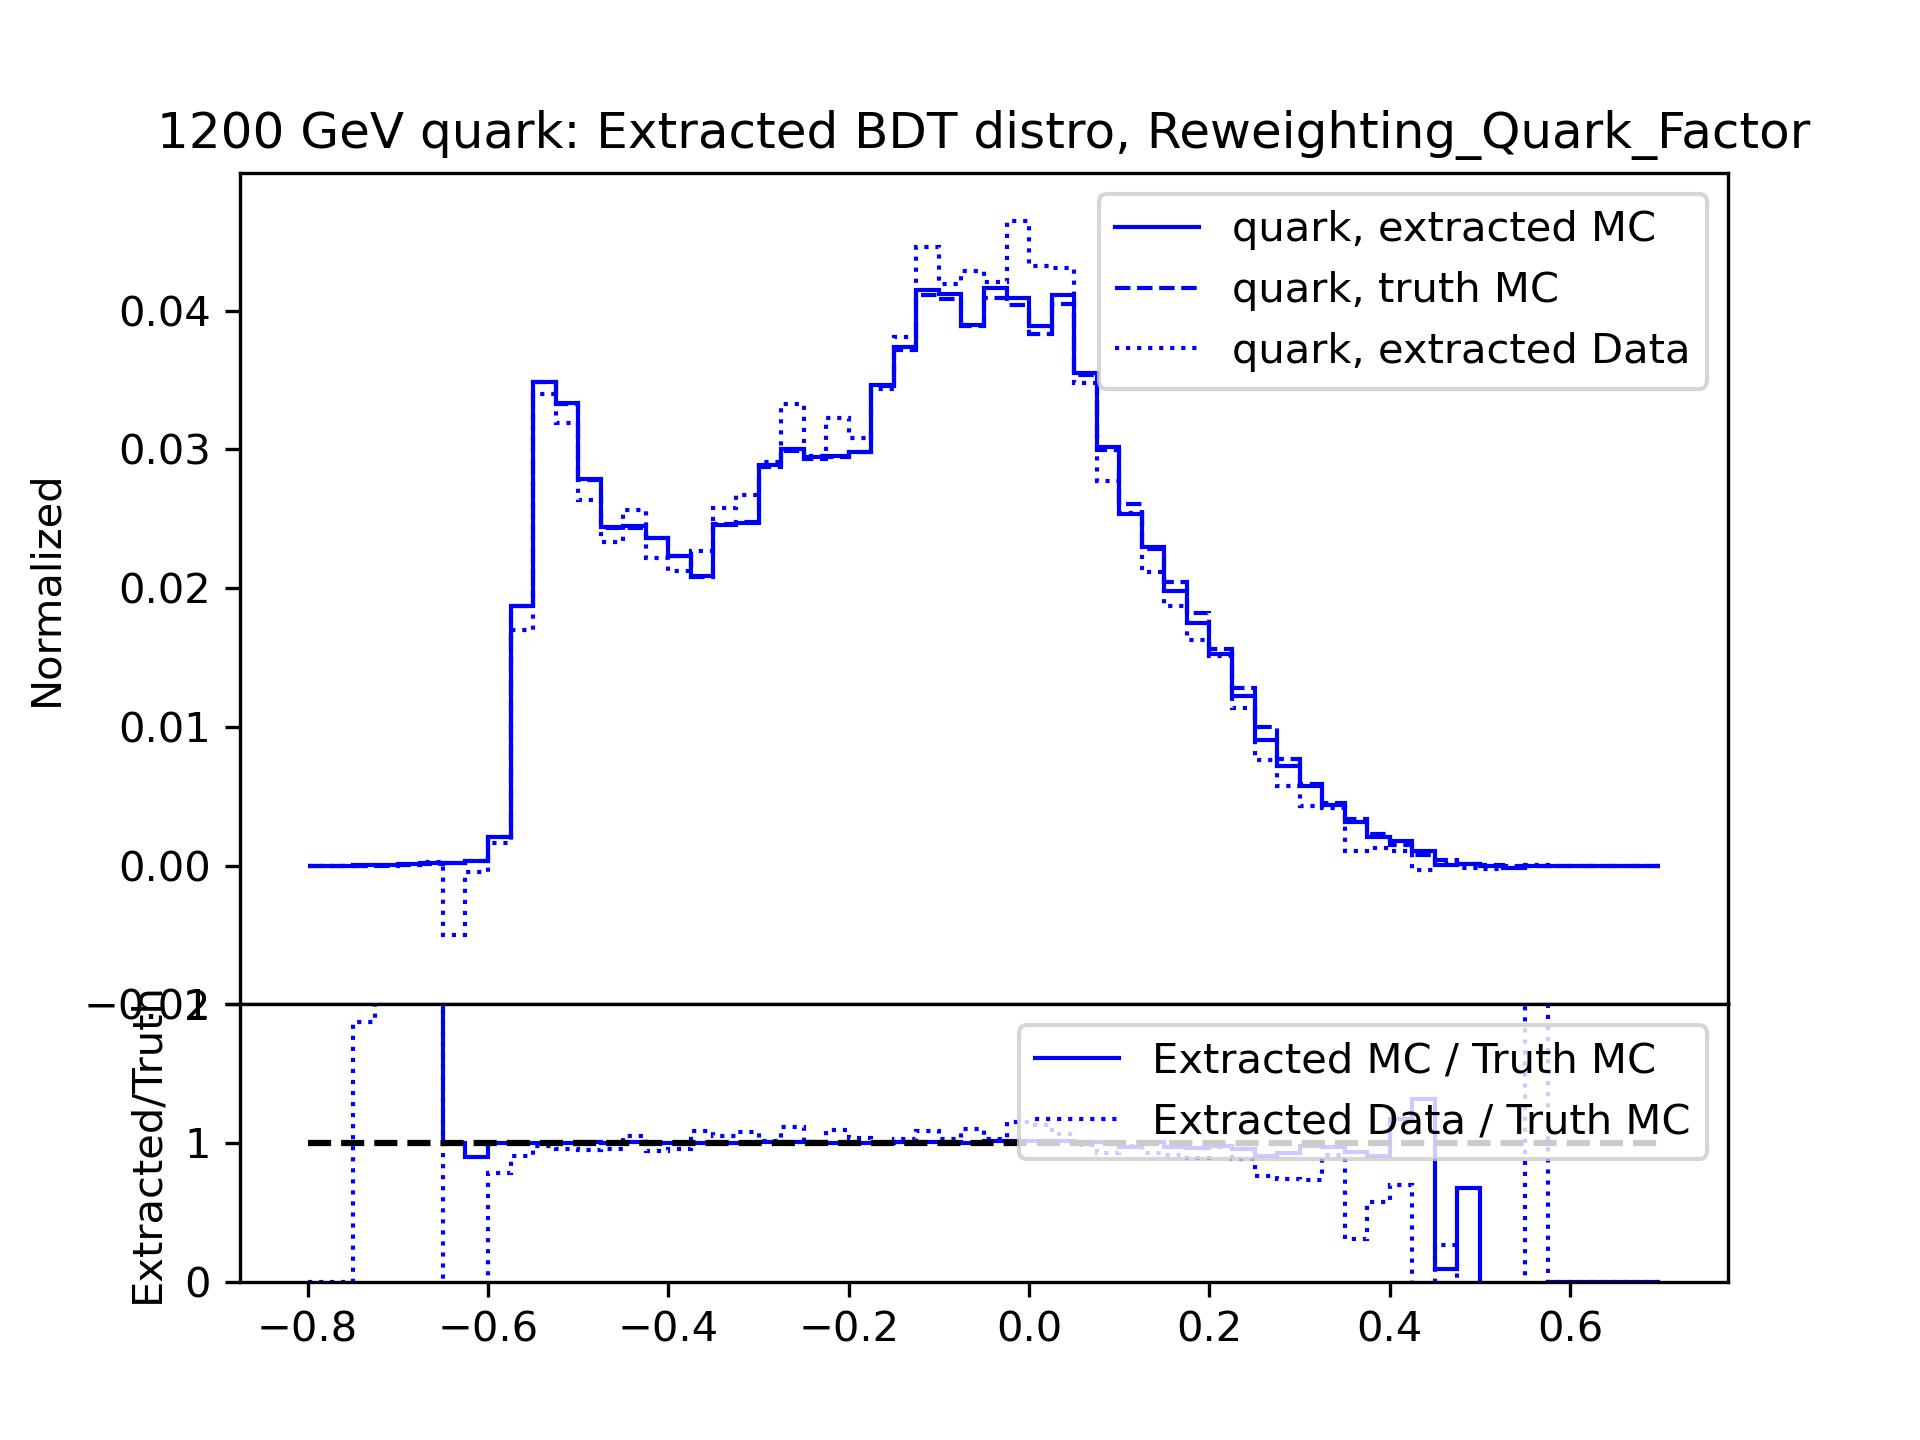 1200 GeV quark: Extracted BDT distro, Reweighting_Quark_Factor
quark, extracted MC
quark, truth MC
quark, extracted Data
Normalized
0.04
0.03
0.02
0.01
0.00
−0.01
2
Extracted MC / Truth MC
Extracted Data / Truth MC
Extracted/Truth
1
0
−0.8 −0.6 −0.4 −0.2 0.0 0.2 0.4 0.6